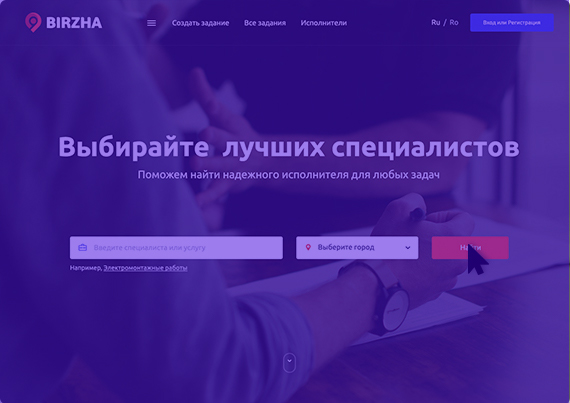 BIRZHA
Создать задание
Все задания
Исполнители
Ru / Ro
Вход или Регистрация
Выбирайте лучших специалистов
Поможем найти надежного исполнителя для любых задач
Введите специалиста или услугу
Выберите город
Найти
Например, Электромонтажные работы